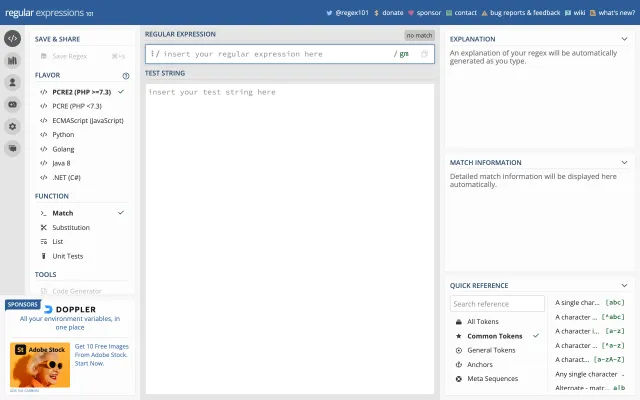 regular expressions 101
@regex101
$ donate
sponsor
contact
bug reports & feedback
wiki
what's new?
SAVE & SHARE
Save Regex
⌘+s
FLAVOR
</> PCRE2 (PHP >=7.3)
</> PCRE (PHP <7.3)
</> ECMAScript (JavaScript)
</> Python
</> Golang
</> Java 8
</> .NET (C#)
FUNCTION
>_ Match
Substitution
List
Unit Tests
TOOLS
</> Code Generator
SPONSORS
DOPPLER
All your environment variables, in
one place
St Adobe Stock
Get 10 Free Images
From Adobe Stock.
Start Now.
ADS VIA CARBON
REGULAR EXPRESSION
no match
/ insert your regular expression here
/ gm
TEST STRING
insert your test string here
EXPLANATION
An explanation of your regex will be automatically
generated as you type.
MATCH INFORMATION
Detailed match information will be displayed here
automatically.
QUICK REFERENCE
Search reference
All Tokens
Common Tokens
General Tokens
Anchors
Meta Sequences
A single char... [abc]
A character ... [^abc]
A character i... [a-z]
A character ... [^a-z]
A charact... [a-zA-Z]
Any single character .
Alternate - matc... a|b